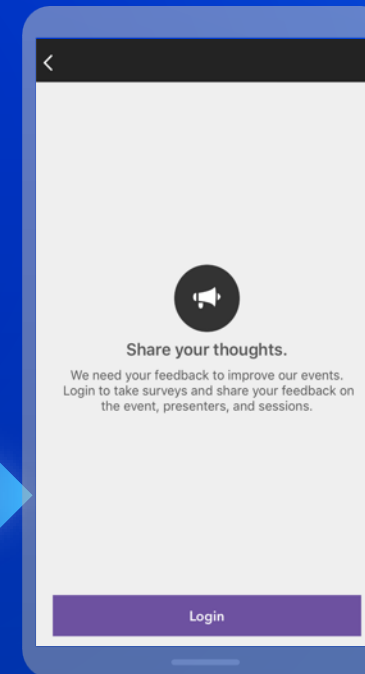 Share your thoughts.
We need your feedback to improve our events.
Login to take surveys and share your feedback on
the event, presenters, and sessions.
Login